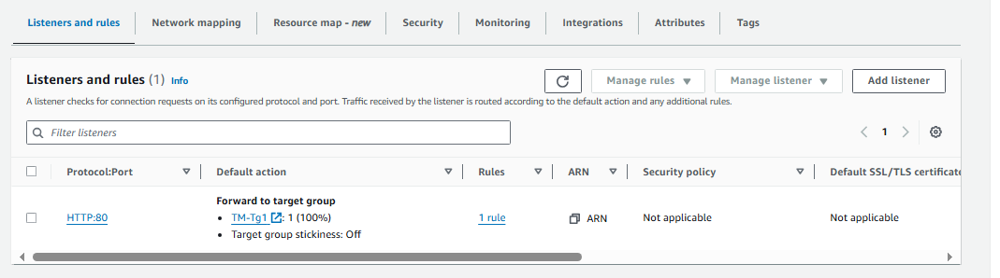 Listeners and rules Network mapping Resource map - new Security Monitoring Integrations Attributes Tags
Listeners and rules (1) Info
Manage rules Manage listener Add listener
A listener checks for connection requests on its configured protocol and port. Traffic received by the listener is routed according to the default action and any additional rules.
Filter listeners
1
Protocol:Port Default action Rules ARN Security policy Default SSL/TLS certificate
Forward to target group
HTTP:80 • TM-Tg1 : 1 (100%) 1 rule ARN Not applicable Not applicable
• Target group stickiness: Off